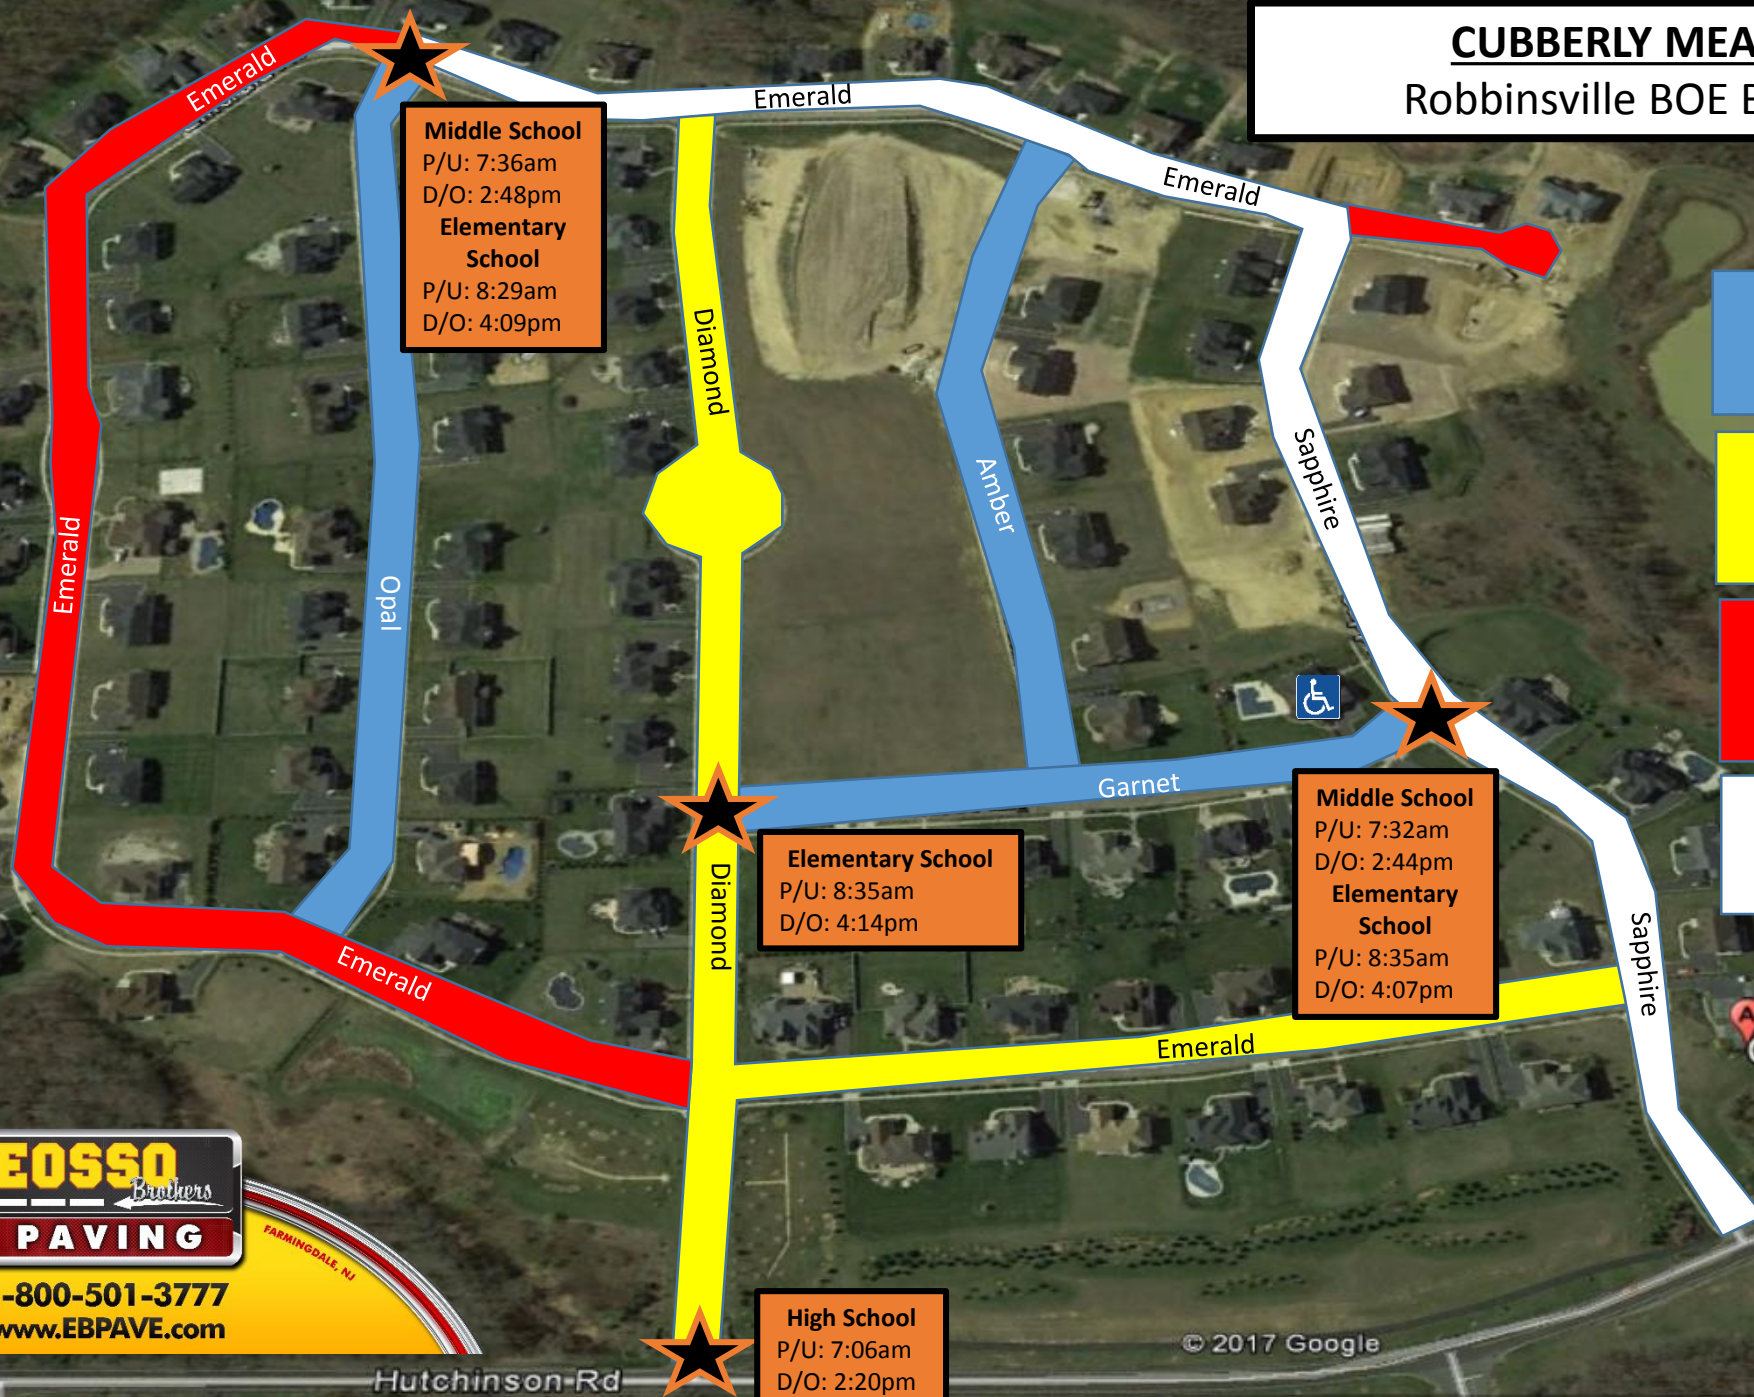 CUBBERLY MEA
Robbinsville BOE B
Emerald
Emerald
Emerald
Middle School
P/U: 7:36am
D/O: 2:48pm
Elementary
School
P/U: 8:29am
D/O: 4:09pm
Diamond
Sapphire
Amber
Emerald
Opal
Garnet
Middle School
P/U: 7:32am
D/O: 2:44pm
Elementary
School
P/U: 8:35am
D/O: 4:07pm
Elementary School
P/U: 8:35am
D/O: 4:14pm
Diamond
Sapphire
Emerald
Emerald
A
EOSSO
Brothers
PAVING
FARMINGDALE, NJ
-800-501-3777
www.EBPAVE.com
High School
P/U: 7:06am
D/O: 2:20pm
© 2017 Google
Hutchinson Rd